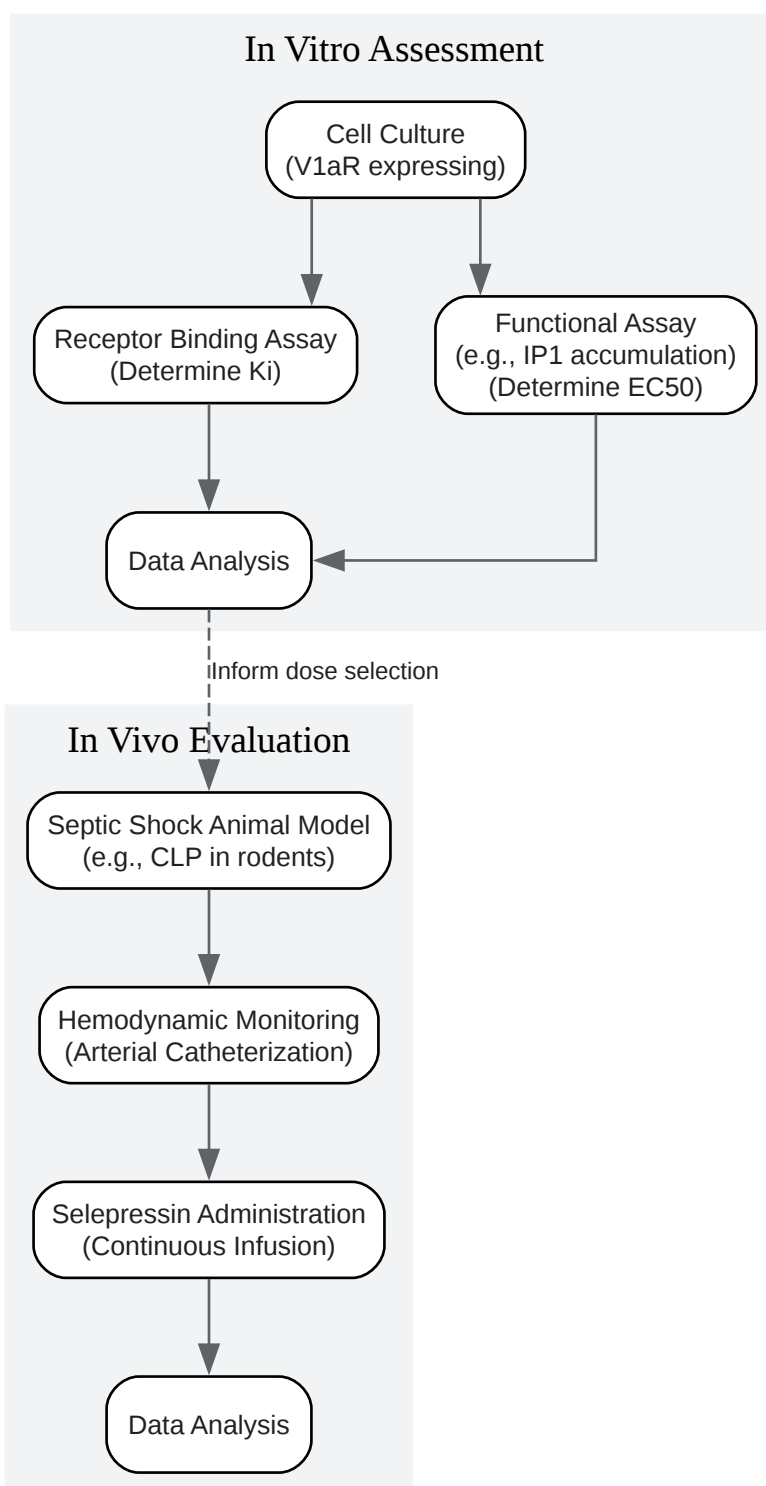 In Vitro Assessment
Cell Culture
(V1aR expressing)
Receptor Binding Assay
(Determine Ki)
Functional Assay
(e.g., IP1 accumulation)
(Determine EC50)
Data Analysis
Inform dose selection
In Vivo Evaluation
Septic Shock Animal Model
(e.g., CLP in rodents)
Hemodynamic Monitoring
(Arterial Catheterization)
Selepressin Administration
(Continuous Infusion)
Data Analysis